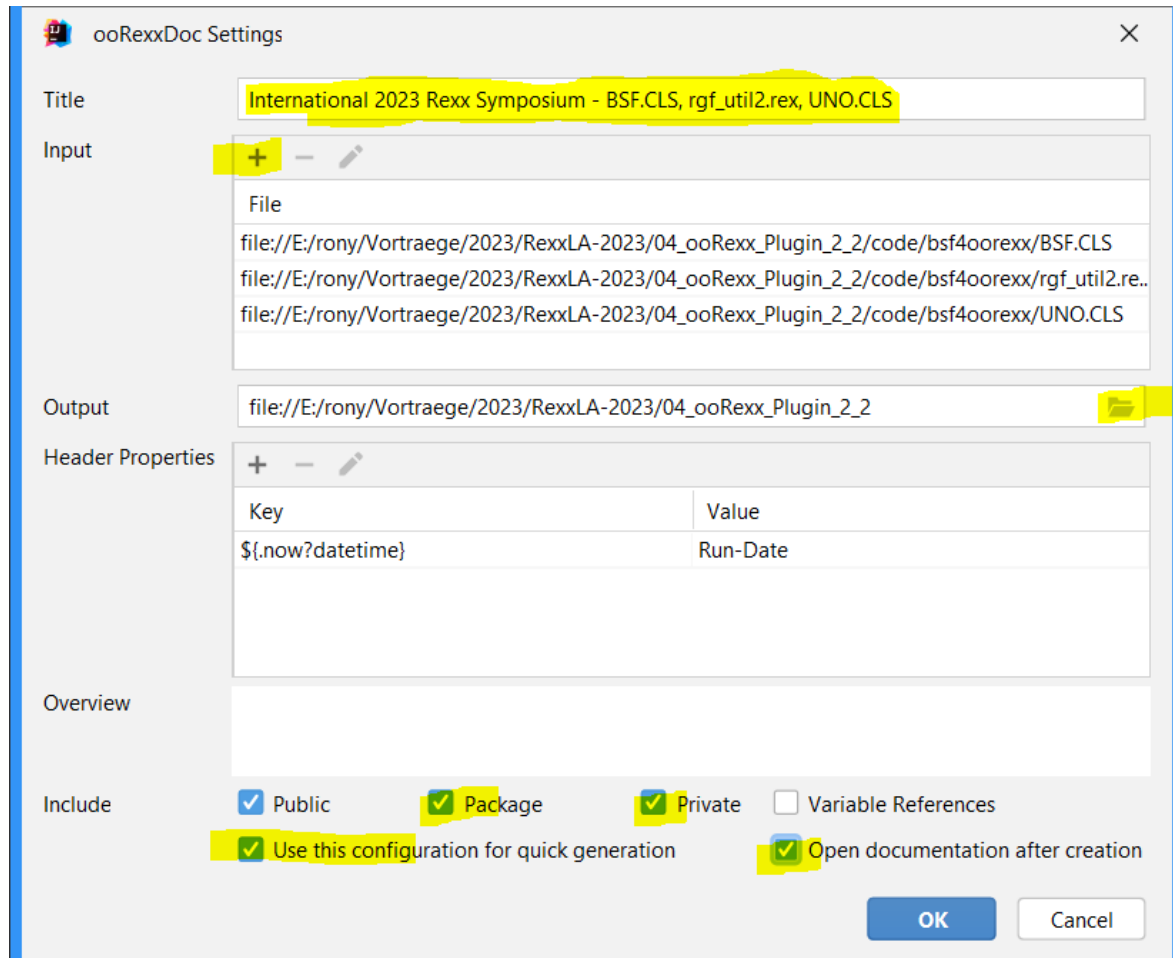 ooRexxDoc Settings
Title
International 2023 Rexx Symposium - BSF.CLS, rgf_util2.rex, UNO.CLS
Input
File
file://E:/rony/Vortraege/2023/RexxLA-2023/04_ooRexx_Plugin_2_2/code/bsf4oorexx/BSF.CLS
file://E:/rony/Vortraege/2023/RexxLA-2023/04_ooRexx_Plugin_2_2/code/bsf4oorexx/rgf_util2.re...
file://E:/rony/Vortraege/2023/RexxLA-2023/04_ooRexx_Plugin_2_2/code/bsf4oorexx/UNO.CLS
Output
file://E:/rony/Vortraege/2023/RexxLA-2023/04_ooRexx_Plugin_2_2
Header Properties
Key Value
${.now?datetime} Run-Date
Overview
Include Public Package Private Variable References
Use this configuration for quick generation Open documentation after creation
OK Cancel